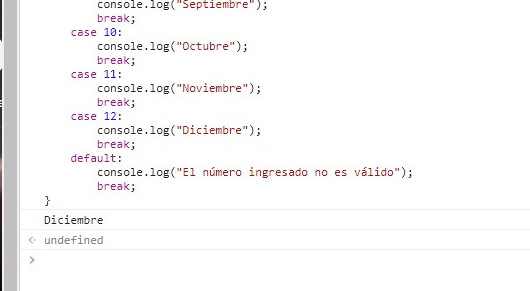 console.log("Septiembre");
break;
case 10:
console.log("Octubre");
break;
case 11:
console.log("Noviembre");
break;
case 12:
console.log("Diciembre");
break;
default:
console.log("El número ingresado no es válido");
break;
}
Diciembre
undefined